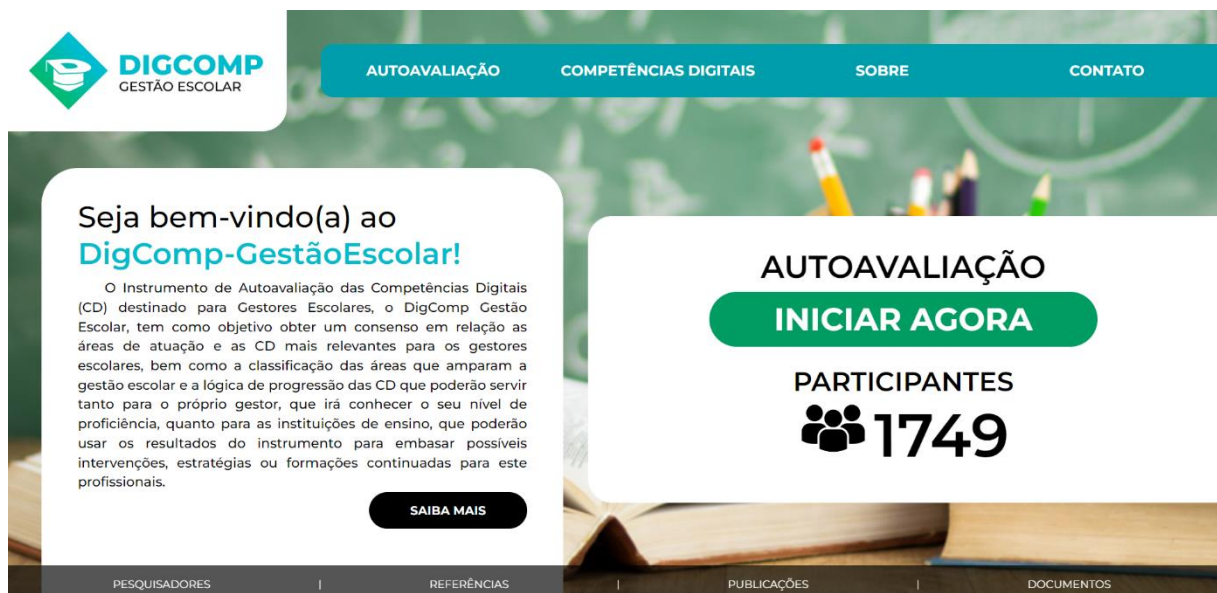 DIGCOMP
GESTÃO ESCOLAR
AUTOAVALIAÇÃO
COMPETÊNCIAS DIGITAIS
SOBRE
CONTATO
Seja bem-vindo(a) ao
DigComp-GestãoEscolar!
O Instrumento de Autoavaliação das Competências Digitais
(CD) destinado para Gestores Escolares, o DigComp Gestão
Escolar, tem como objetivo obter um consenso em relação as
áreas de atuação e as CD mais relevantes para os gestores
escolares, bem como a classificação das áreas que amparam a
gestão escolar e a lógica de progressão das CD que poderão servir
tanto para o próprio gestor, que irá conhecer o seu nível de
proficiência, quanto para as instituições de ensino, que poderão
usar os resultados do instrumento para embasar possíveis
intervenções, estratégias ou formações continuadas para este
profissionais.
SAIBA MAIS
AUTOAVALIAÇÃO
INICIAR AGORA
PARTICIPANTES
1749
PESQUISADORES | REFERÊNCIAS | PUBLICAÇÕES | DOCUMENTOS